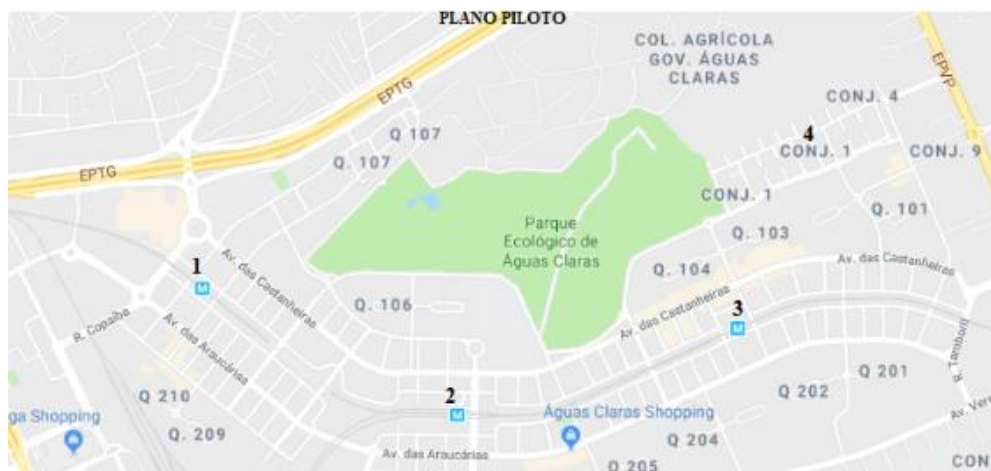 PLANO PILOTO
COL. AGRÍCOLA
GOV. ÁGUAS
CLARAS
EPVP
EPTG
CONJ. 4
Q 107
4
Q. 107
CONJ. 1
CONJ. 9
EPTG
CONJ. 1
Q. 101
Parque
Ecológico de
Águas Claras
Q. 103
1
Av. das Castanheiras
Q. 104
Av. das Castanheiras
M
R. Copaíba
Q. 106
Av. das Castanheiras
3
M
Av. das Araucárias
R. Tamboril
Q 210
2
M
Q 202
Q 201
ga Shopping
Q. 209
Águas Claras Shopping
Q 204
Av. Vere
Av. das Araucárias
Q 205
CON